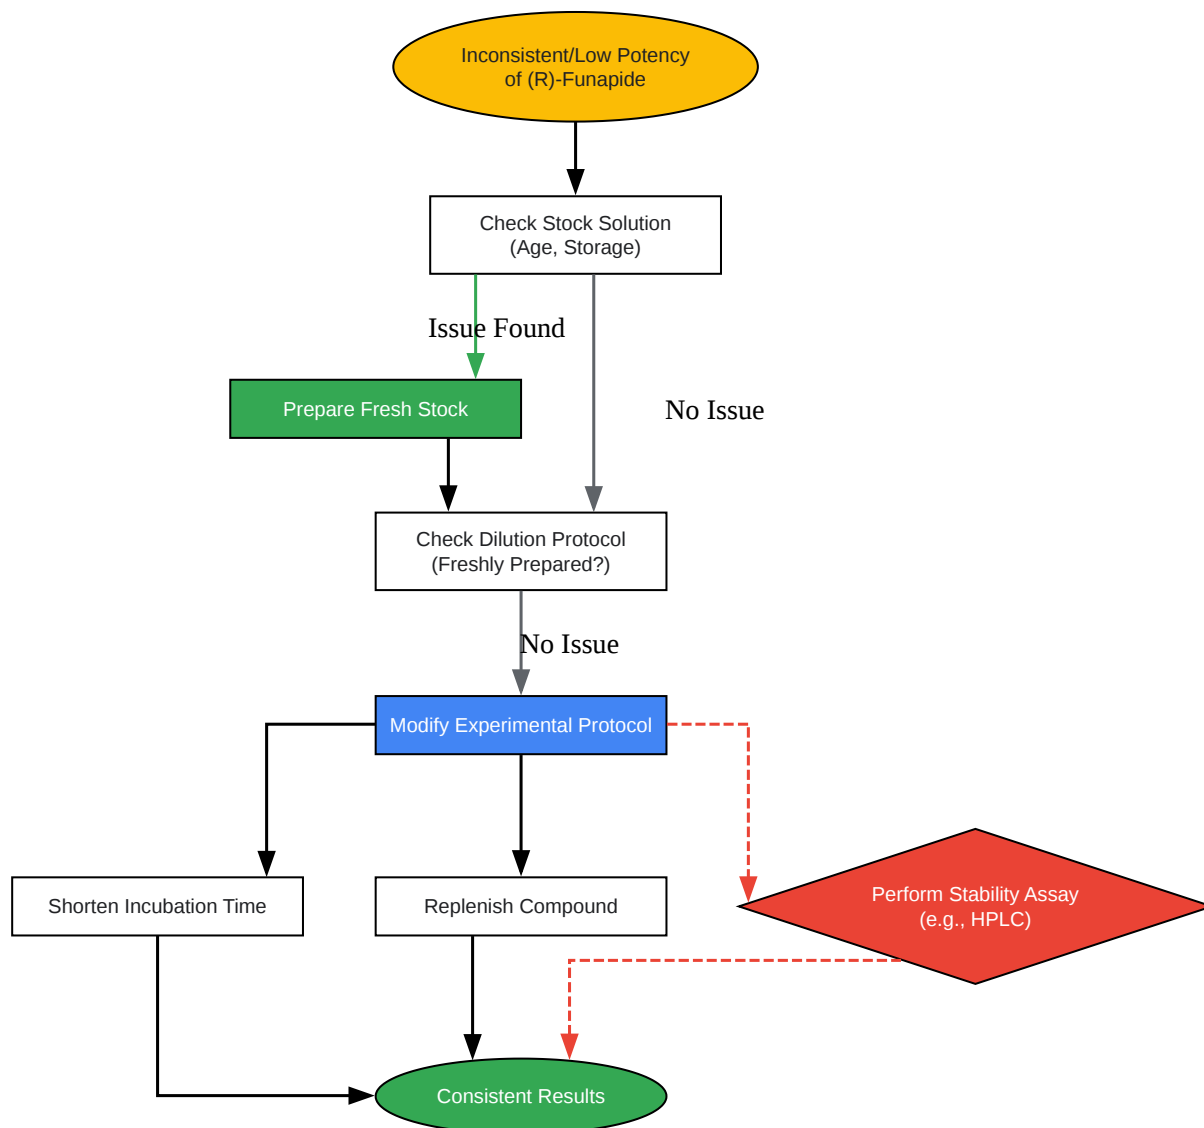 Inconsistent/Low Potency
of (R)-Funapide
Check Stock Solution
(Age, Storage)
Issue Found
Prepare Fresh Stock
No Issue
Check Dilution Protocol
(Freshly Prepared?)
No Issue
Modify Experimental Protocol
Shorten Incubation Time
Replenish Compound
Perform Stability Assay
(e.g., HPLC)
Consistent Results